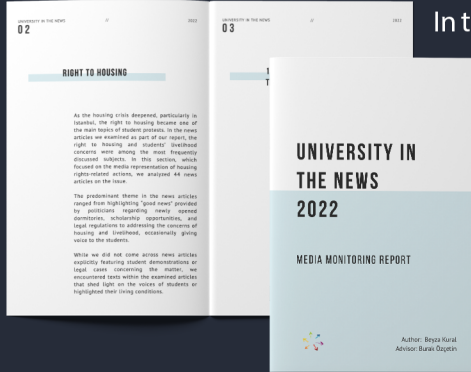 UNIVERSITY IN THE NEWS // 2022
02
RIGHT TO HOUSING
As the housing crisis deepened, particularly in
Istanbul, the right to housing became one of
the main topics of student protests. In the news
articles we examined as part of our report, the
right to housing and students' livelihood
concerns were among the most frequently
discussed subjects. In this section, which
focused on the media representation of housing
rights-related actions, we analyzed 44 news
articles on the issue.
The predominant theme in the news articles
ranged from highlighting "good news" provided
by politicians regarding newly opened
dormitories, scholarship opportunities, and
legal regulations to addressing the concerns of
housing and livelihood, occasionally giving
voice to the students.
While we did not come across news articles
explicitly featuring student demonstrations or
legal cases concerning the matter, we
encountered texts within the examined articles
that shed light on the voices of students or
highlighted their living conditions.
UNIVERSITY IN THE NEWS // 2022
03
UNIVERSITY IN
THE NEWS
2022
MEDIA MONITORING REPORT
Author: Beyza Kural
Advisor: Burak Özçetin
In t